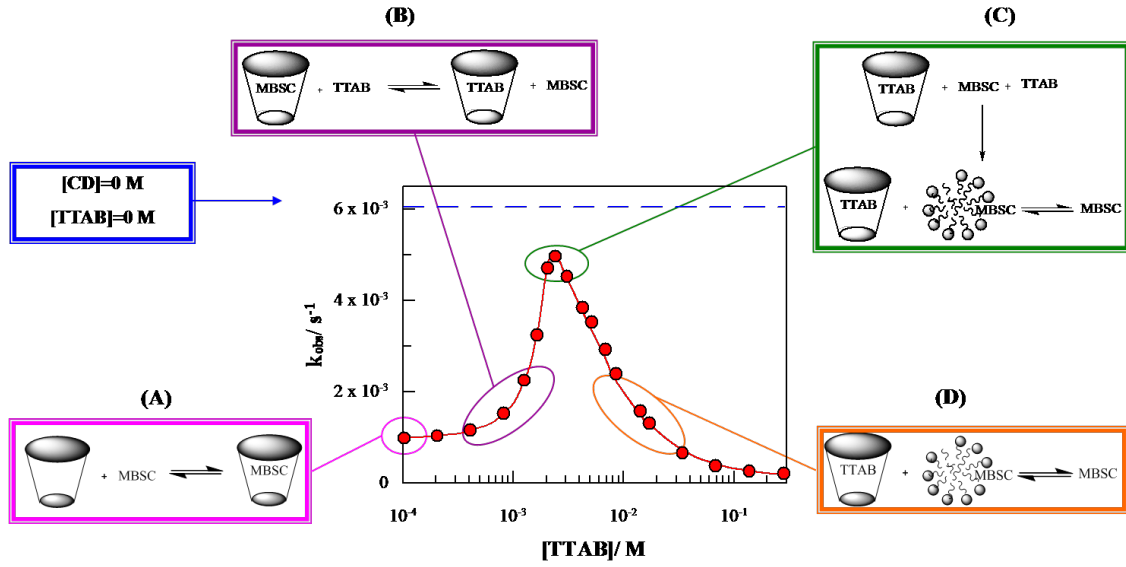 (B)
MBSC + TTAB ⇌ TTAB + MBSC
(C)
TTAB + MBSC + TTAB
TTAB + MBSC ⇌ MBSC
[CD]=0 M
[TTAB]=0 M
6 x 10⁻³
4 x 10⁻³
2 x 10⁻³
0
k_obs/ s⁻¹
10⁻⁴ 10⁻³ 10⁻² 10⁻¹
[TTAB]/ M
(A)
+ MBSC ⇌ MBSC
(D)
TTAB + MBSC ⇌ MBSC